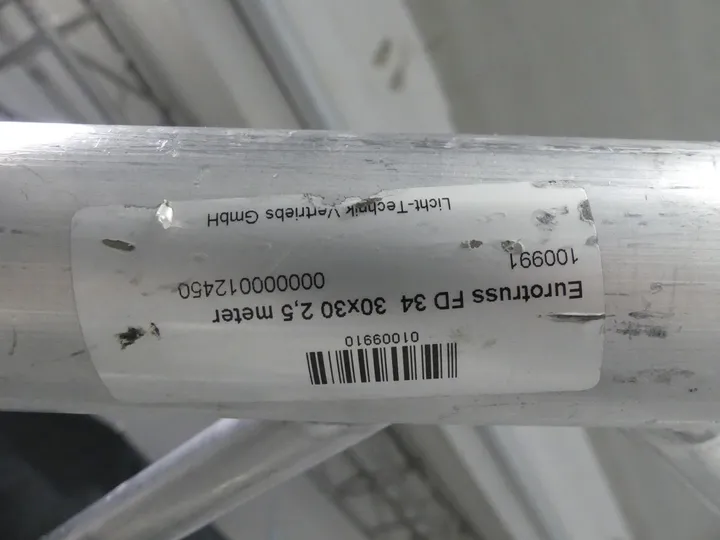 01009910
Eurotruss FD 34 30x30 2,5 meter
100991 000000012450
Licht-Technik Vertriebs GmbH